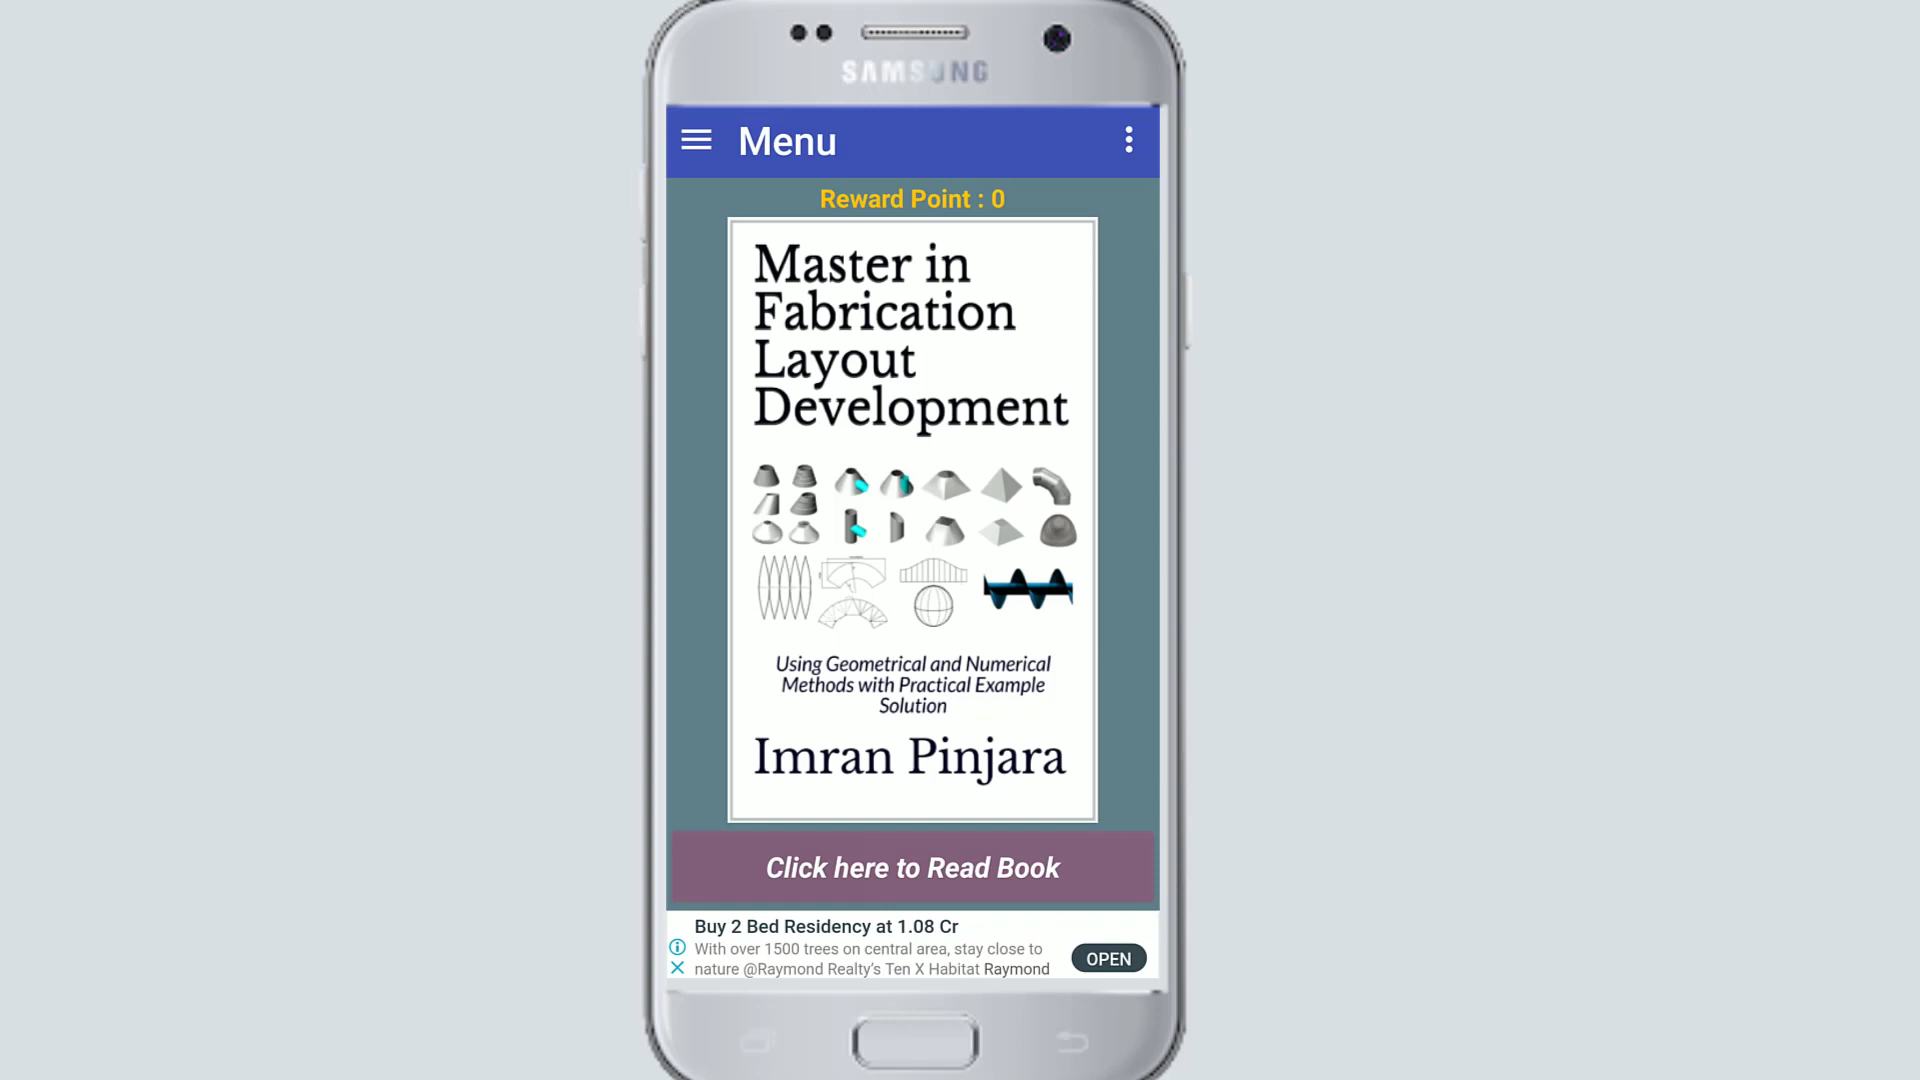 SAMSUNG
Menu
Reward Point : 0
Master in
Fabrication
Layout
Development
Using Geometrical and Numerical
Methods with Practical Example
Solution
Imran Pinjara
Click here to Read Book
Buy 2 Bed Residency at 1.08 Cr
With over 1500 trees on central area, stay close to
nature @Raymond Realty's Ten X Habitat Raymond
OPEN